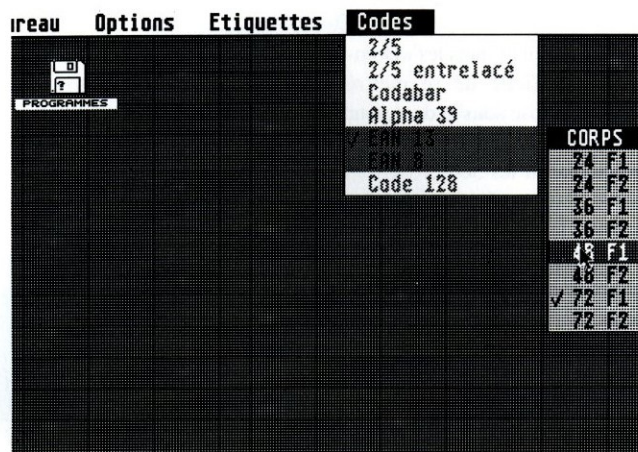 ureau Options Etiquettes Codes
PROGRAMMES
2/5
2/5 entrelacé
Codabar
Alpha 39
✓ EAN 13
EAN 8
Code 128
CORPS
24 F1
24 F2
36 F1
36 F2
48 F1
48 F2
✓ 72 F1
72 F2